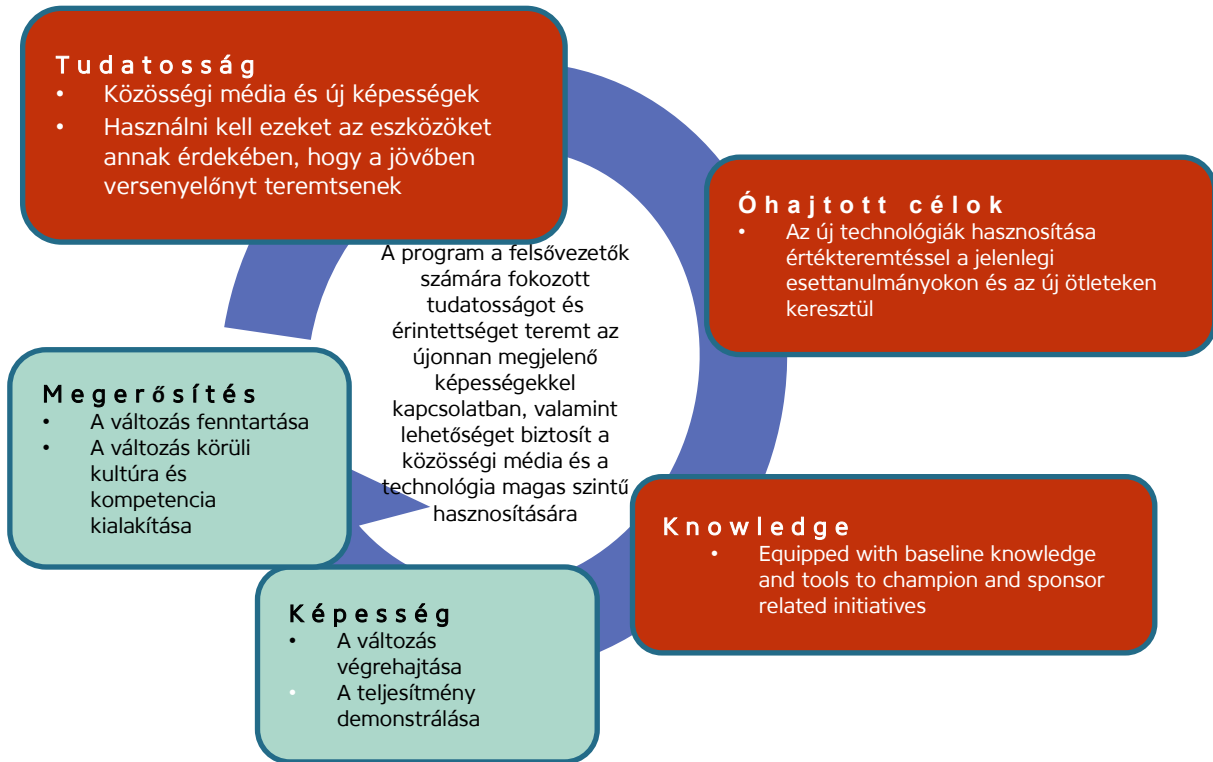 Tudatosság
• Közösségi média és új képességek
• Használni kell ezeket az eszközöket
annak érdekében, hogy a jövőben
versenyelőnyt teremtsenek
Óhajtott célok
• Az új technológiák hasznosítása
értékteremtéssel a jelenlegi
esettanulmányokon és az új ötleteken
keresztül
A program a felsővezetők
számára fokozott
tudatosságot és
érintettséget teremt az
újonnan megjelenő
képességekkel
kapcsolatban, valamint
lehetőséget biztosít a
közösségi média és a
technológia magas szintű
hasznosítására
Megerősítés
• A változás fenntartása
• A változás körüli
kultúra és
kompetencia
kialakítása
Knowledge
• Equipped with baseline knowledge
and tools to champion and sponsor
related initiatives
Képesség
• A változás
végrehajtása
• A teljesítmény
demonstrálása